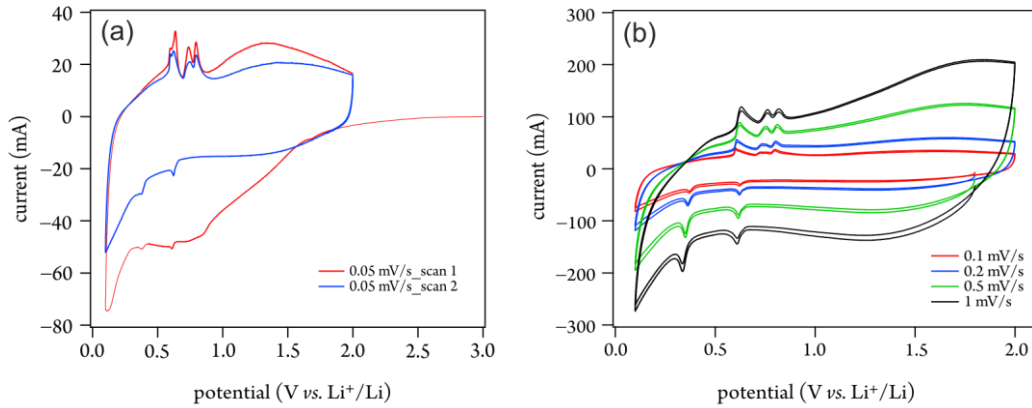 (a)
40
20
0
−20
−40
−60
−80
current (mA)
0.05 mV/s_scan 1
0.05 mV/s_scan 2
0.0 0.5 1.0 1.5 2.0 2.5 3.0
potential (V vs. Li⁺/Li)
(b)
300
200
100
0
−100
−200
−300
current (mA)
0.1 mV/s
0.2 mV/s
0.5 mV/s
1 mV/s
0.0 0.5 1.0 1.5 2.0
potential (V vs. Li⁺/Li)